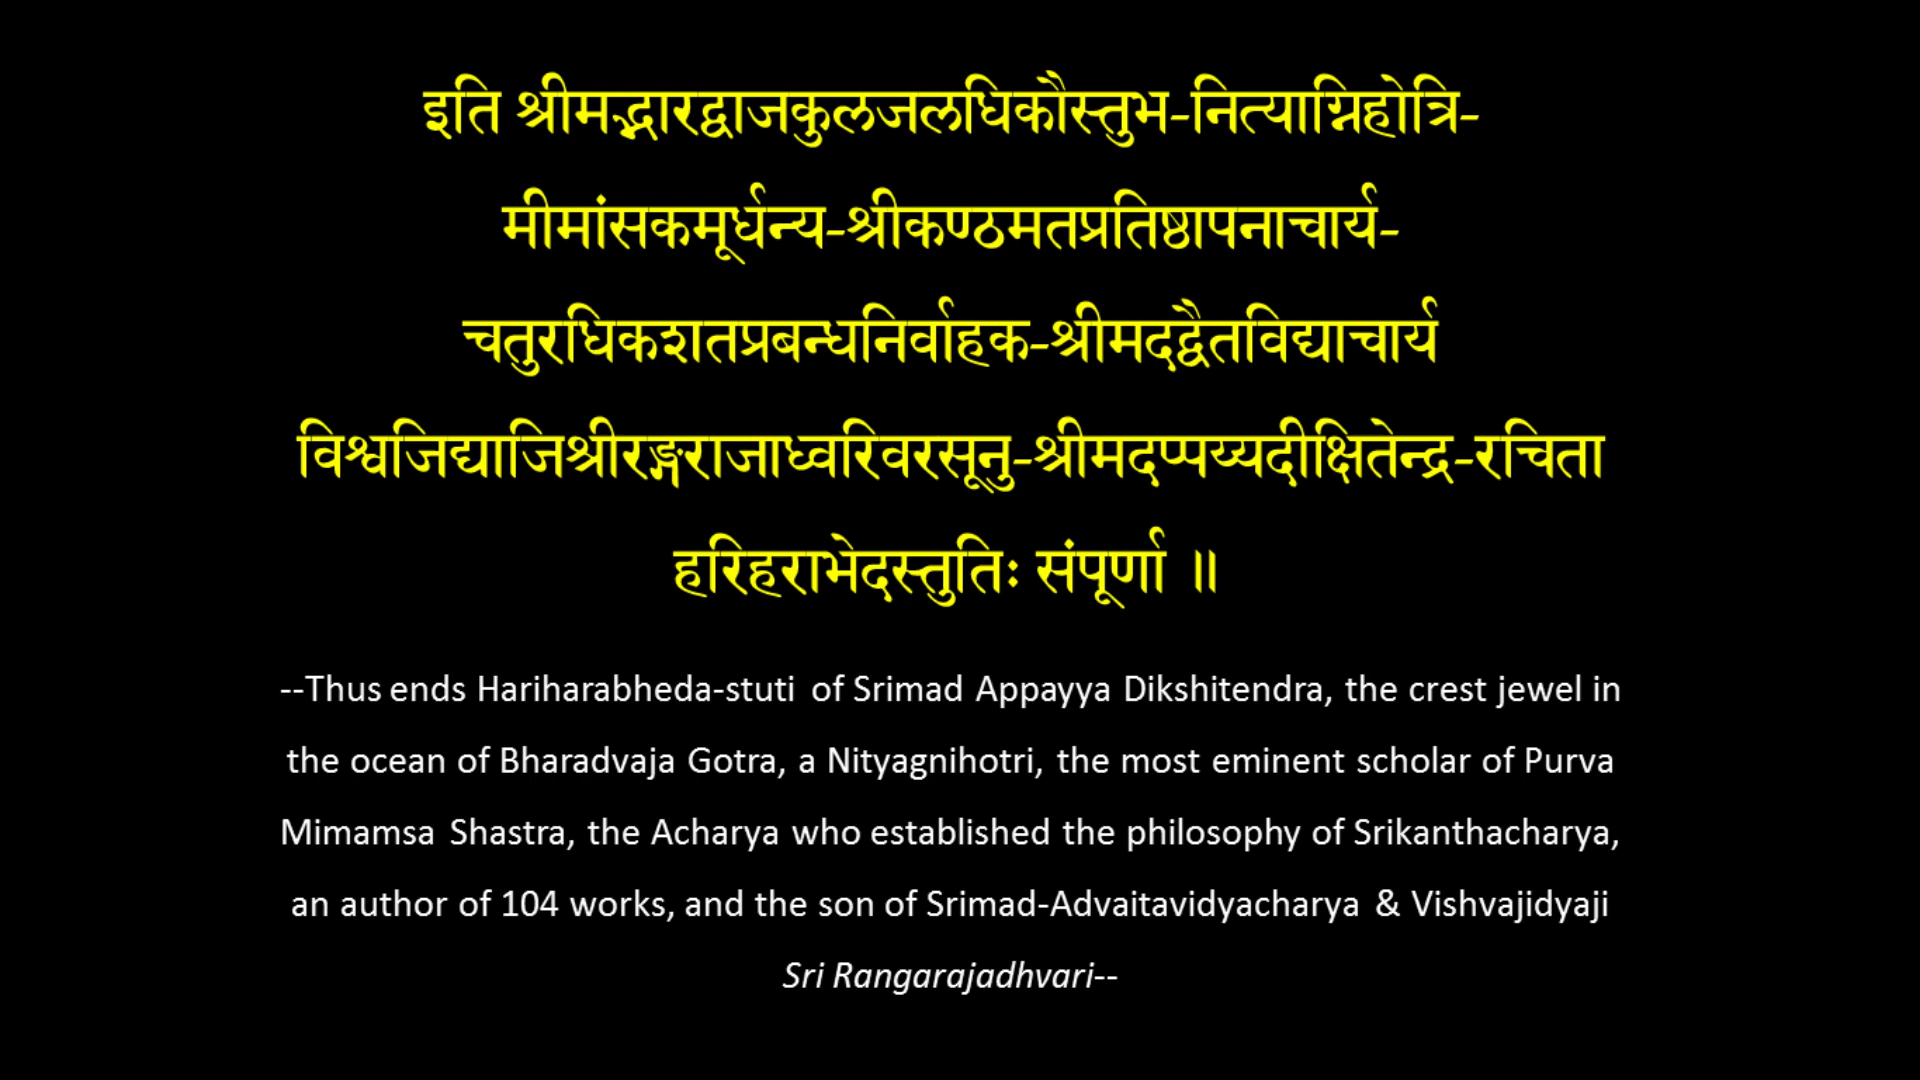 इति श्रीमद्भारद्वाजकुलजलधिकौस्तुभ-नित्याग्निहोत्रि-
मीमांसकमूर्धन्य-श्रीकण्ठमतप्रतिष्ठापनाचार्य-
चतुरधिकशतप्रबन्धनिर्वाहक-श्रीमदद्वैतविद्याचार्य
विश्वजिद्याजिश्रीरङ्गराजाध्वरिवरसूनु-श्रीमदप्पय्यदीक्षितेन्द्र-रचिता
हरिहराभेदस्तुतिः संपूर्णा ॥
--Thus ends Hariharabheda-stuti of Srimad Appayya Dikshitendra, the crest jewel in
the ocean of Bharadvaja Gotra, a Nityagnihotri, the most eminent scholar of Purva
Mimamsa Shastra, the Acharya who established the philosophy of Srikanthacharya,
an author of 104 works, and the son of Srimad-Advaitavidyacharya & Vishvajidyaji
Sri Rangarajadhvari--